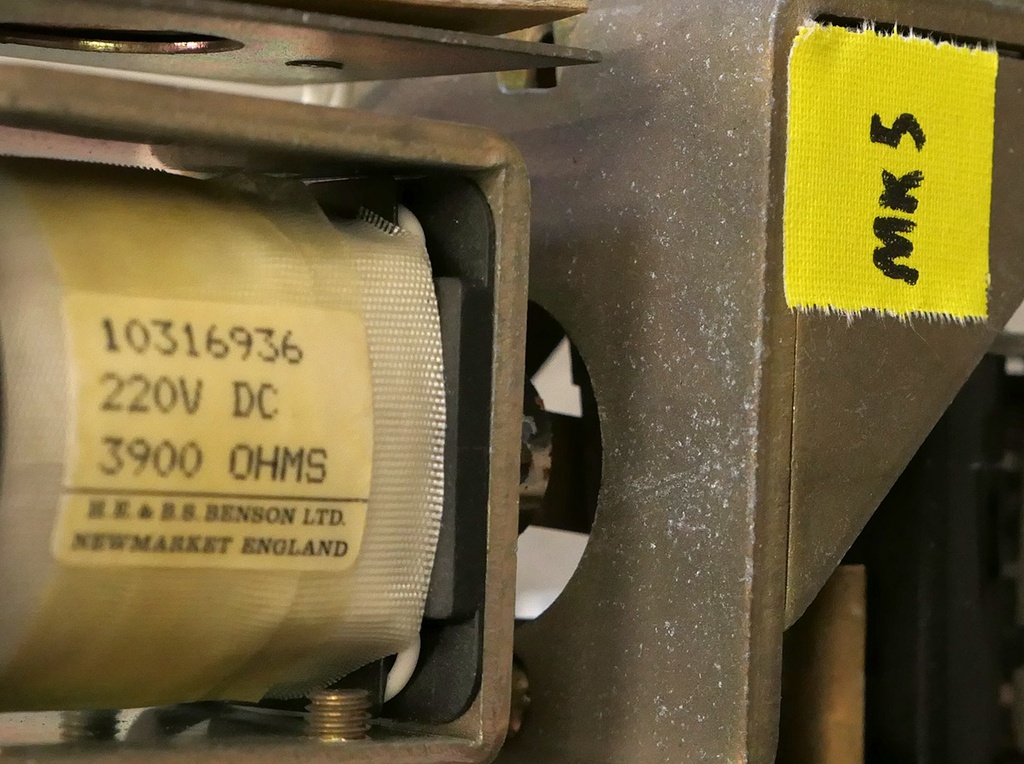 10316936
220V DC
3900 OHMS
H.E. & B.S. BENSON LTD.
NEWMARKET ENGLAND
MK 5